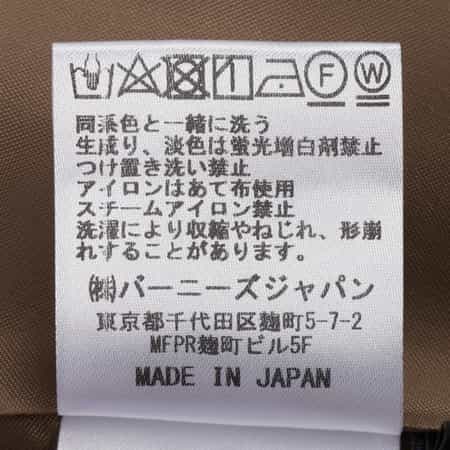 F W
同系色と一緒に洗う
生成り、淡色は蛍光増白剤禁止
つけ置き洗い禁止
アイロンはあて布使用
スチームアイロン禁止
洗濯により収縮やねじれ、形崩
れすることがあります。
㈱バーニーズジャパン
東京都千代田区麹町5-7-2
MFPR麹町ビル5F
MADE IN JAPAN